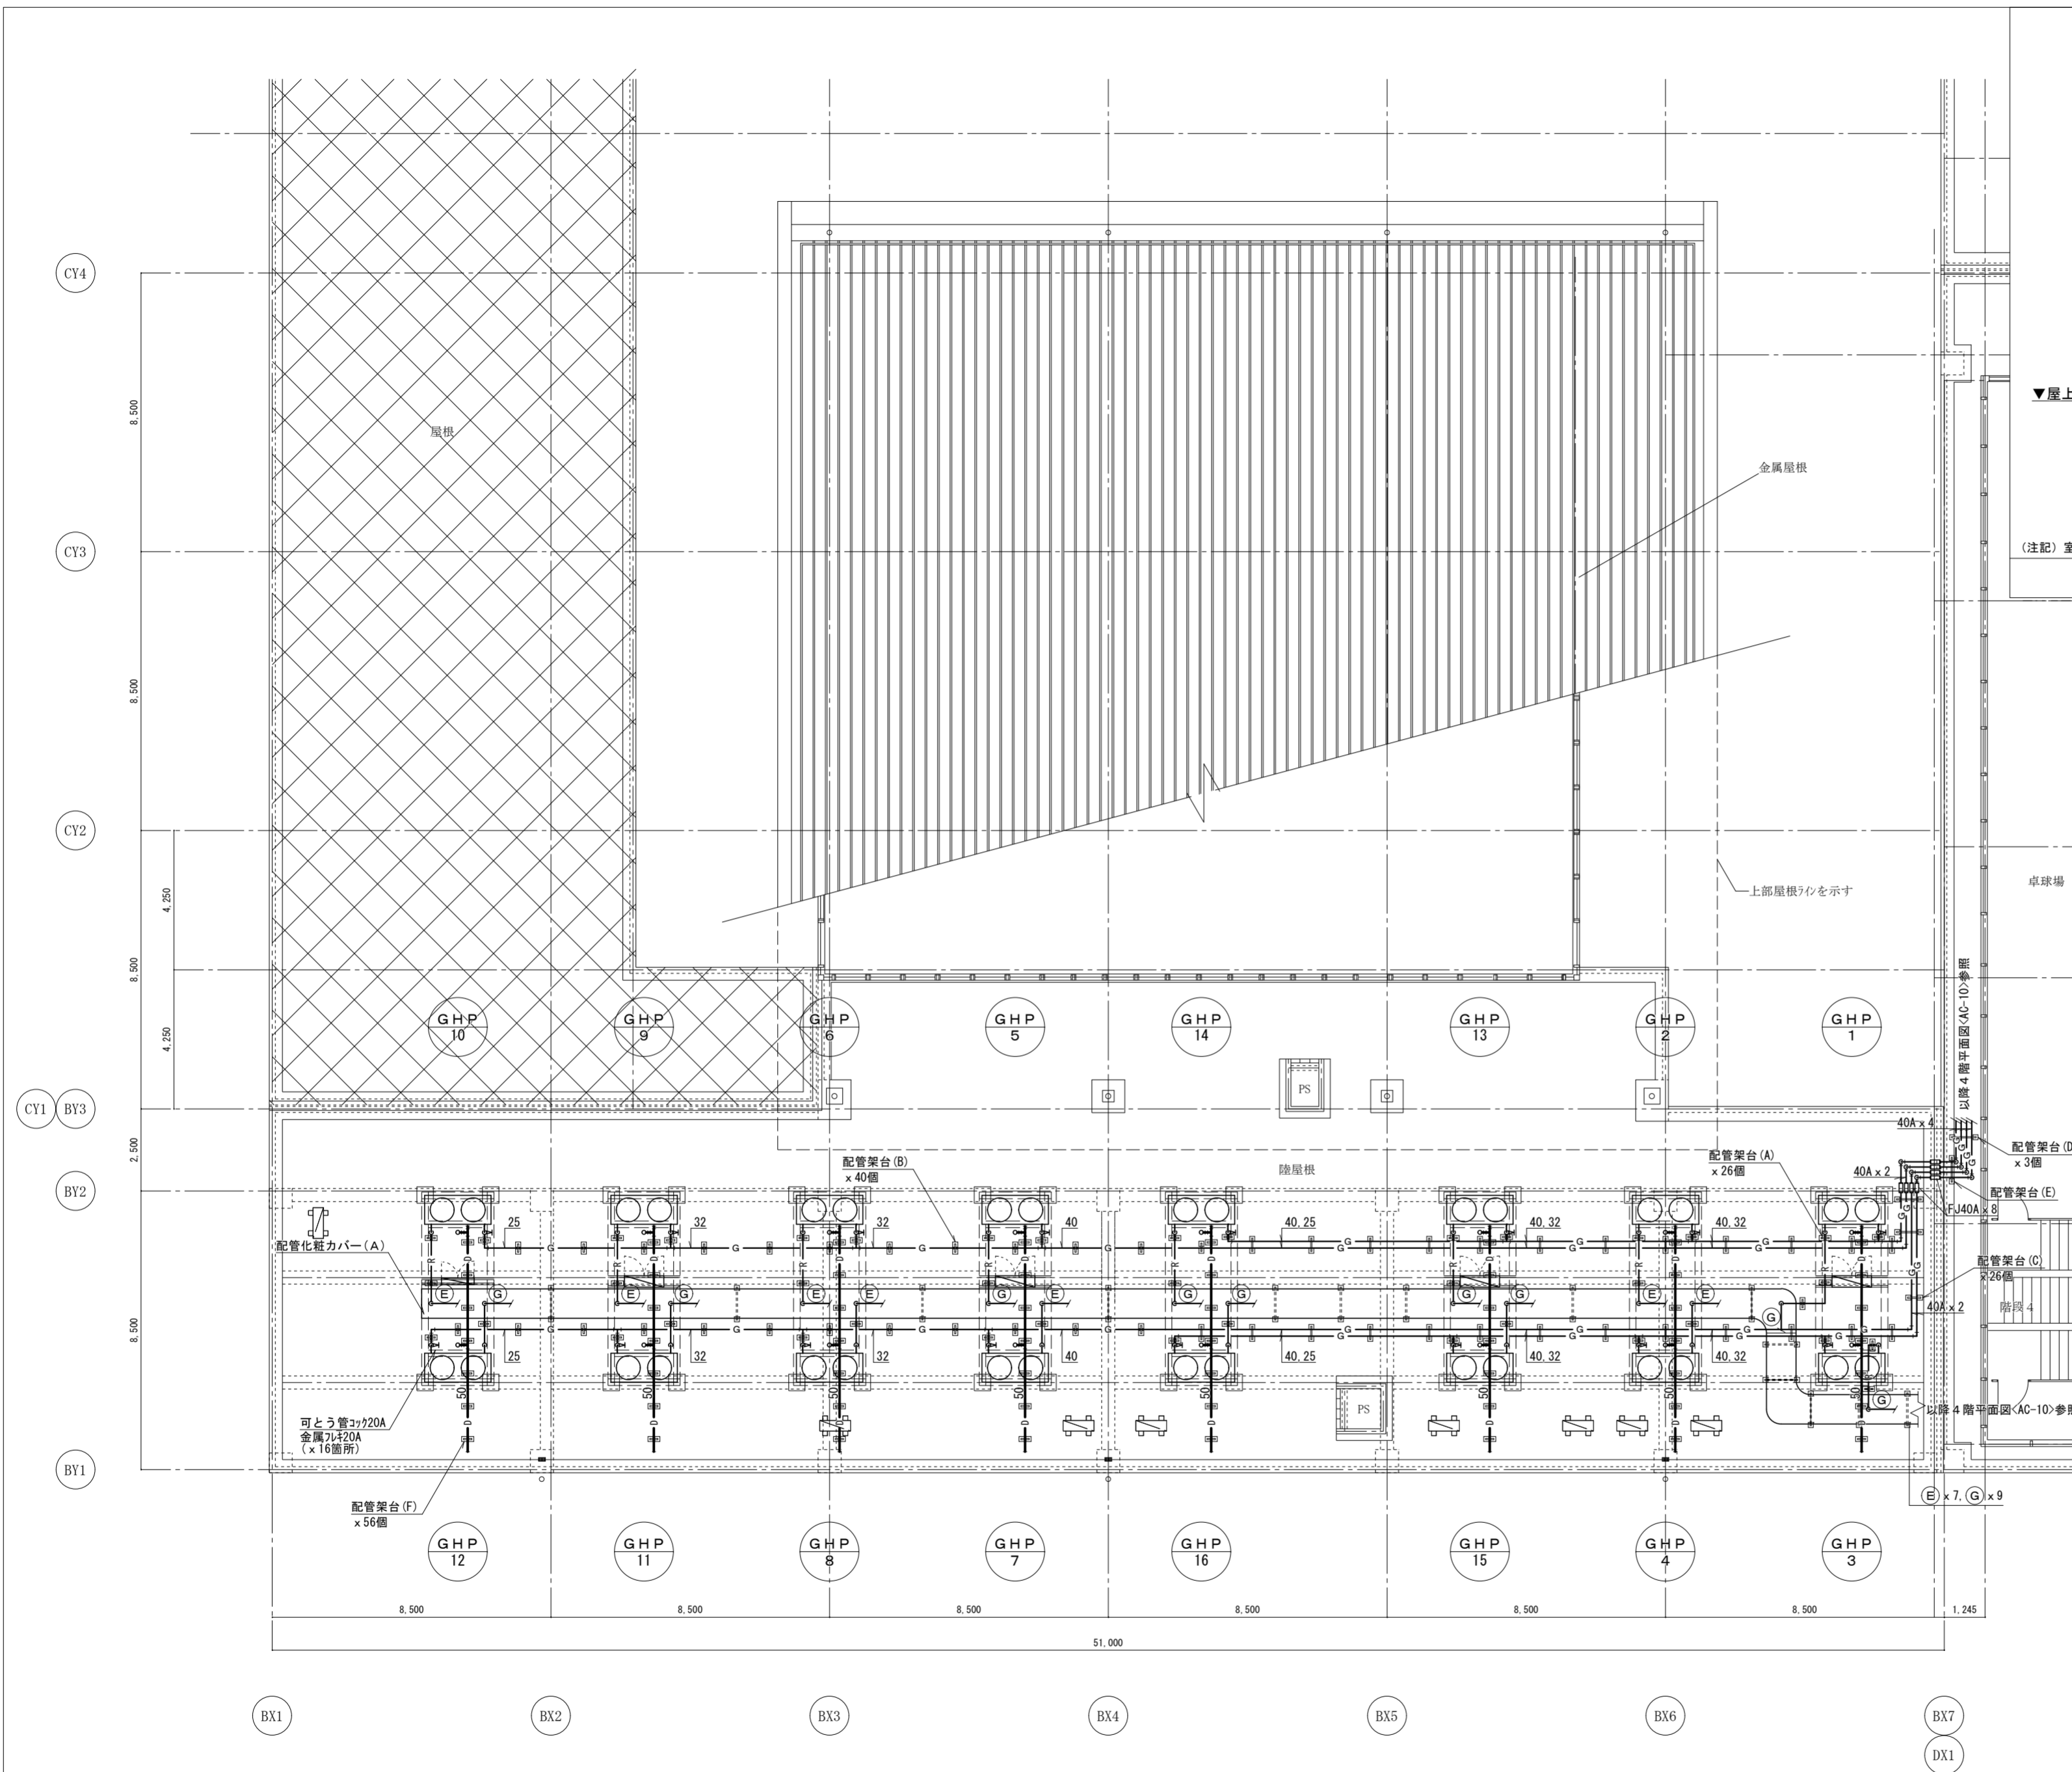 ▼屋上
CY4
8,500
屋根
金属屋根
CY3
(注記) 室
8,500
CY2
4,250
上部屋根ﾗｲﾝを示す
卓球場
8,500
4,250
以降４階平面図<AC-10>参照
GHP
10
GHP
9
GHP
6
GHP
5
GHP
14
GHP
13
GHP
2
GHP
1
PS
CY1
BY3
2,500
40A x 4
配管架台(D
x 3個
配管架台(B)
x 40個
陸屋根
配管架台(A)
x 26個
40A x 2
BY2
配管架台(E)
FJ40A x 8
配管化粧カバー(A)
25
32
32
40
40,25
40,32
40,32
G G G G G G G G G G G
R R R R R R R R
D D D D D D D D
配管架台(C)
x 26個
E G E G E E G E G G G G E E G
40A x 2
階段４
8,500
G G G G G G G G G G G
25
32
32
40
40,25
40,32
40,32
50 50 50 50 50 50 50 50
PS
G
可とう管ｺｯｸ20A
金属ﾌﾚｷ20A
(x 16箇所)
D D D D D D D D
以降４階平面図<AC-10>参照
BY1
配管架台(F)
x 56個
E x 7, G x 9
GHP
12
GHP
11
GHP
8
GHP
7
GHP
16
GHP
15
GHP
4
GHP
3
8,500
8,500
8,500
8,500
8,500
8,500
1,245
51,000
BX1
BX2
BX3
BX4
BX5
BX6
BX7
DX1